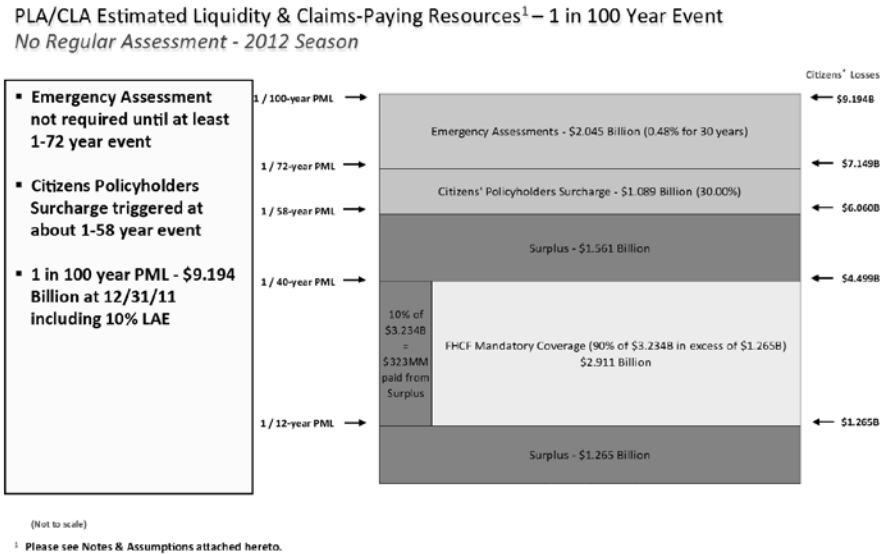 PLA/CLA Estimated Liquidity & Claims-Paying Resources¹ – 1 in 100 Year Event
No Regular Assessment - 2012 Season
Citizens' Losses
▪ Emergency Assessment
not required until at least
1-72 year event
▪ Citizens Policyholders
Surcharge triggered at
about 1-58 year event
▪ 1 in 100 year PML - $9.194
Billion at 12/31/11
including 10% LAE
1 / 100-year PML
$9.194B
Emergency Assessments - $2.045 Billion (0.48% for 30 years)
1 / 72-year PML
$7.149B
Citizens' Policyholders Surcharge - $1.089 Billion (30.00%)
1 / 58-year PML
$6.060B
Surplus - $1.561 Billion
1 / 40-year PML
$4.499B
10% of
$3.234B
=
$323MM
paid from
Surplus
FHCF Mandatory Coverage (90% of $3.234B in excess of $1.265B)
$2.911 Billion
1 / 12-year PML
$1.265B
Surplus - $1.265 Billion
(Not to scale)
¹ Please see Notes & Assumptions attached hereto.